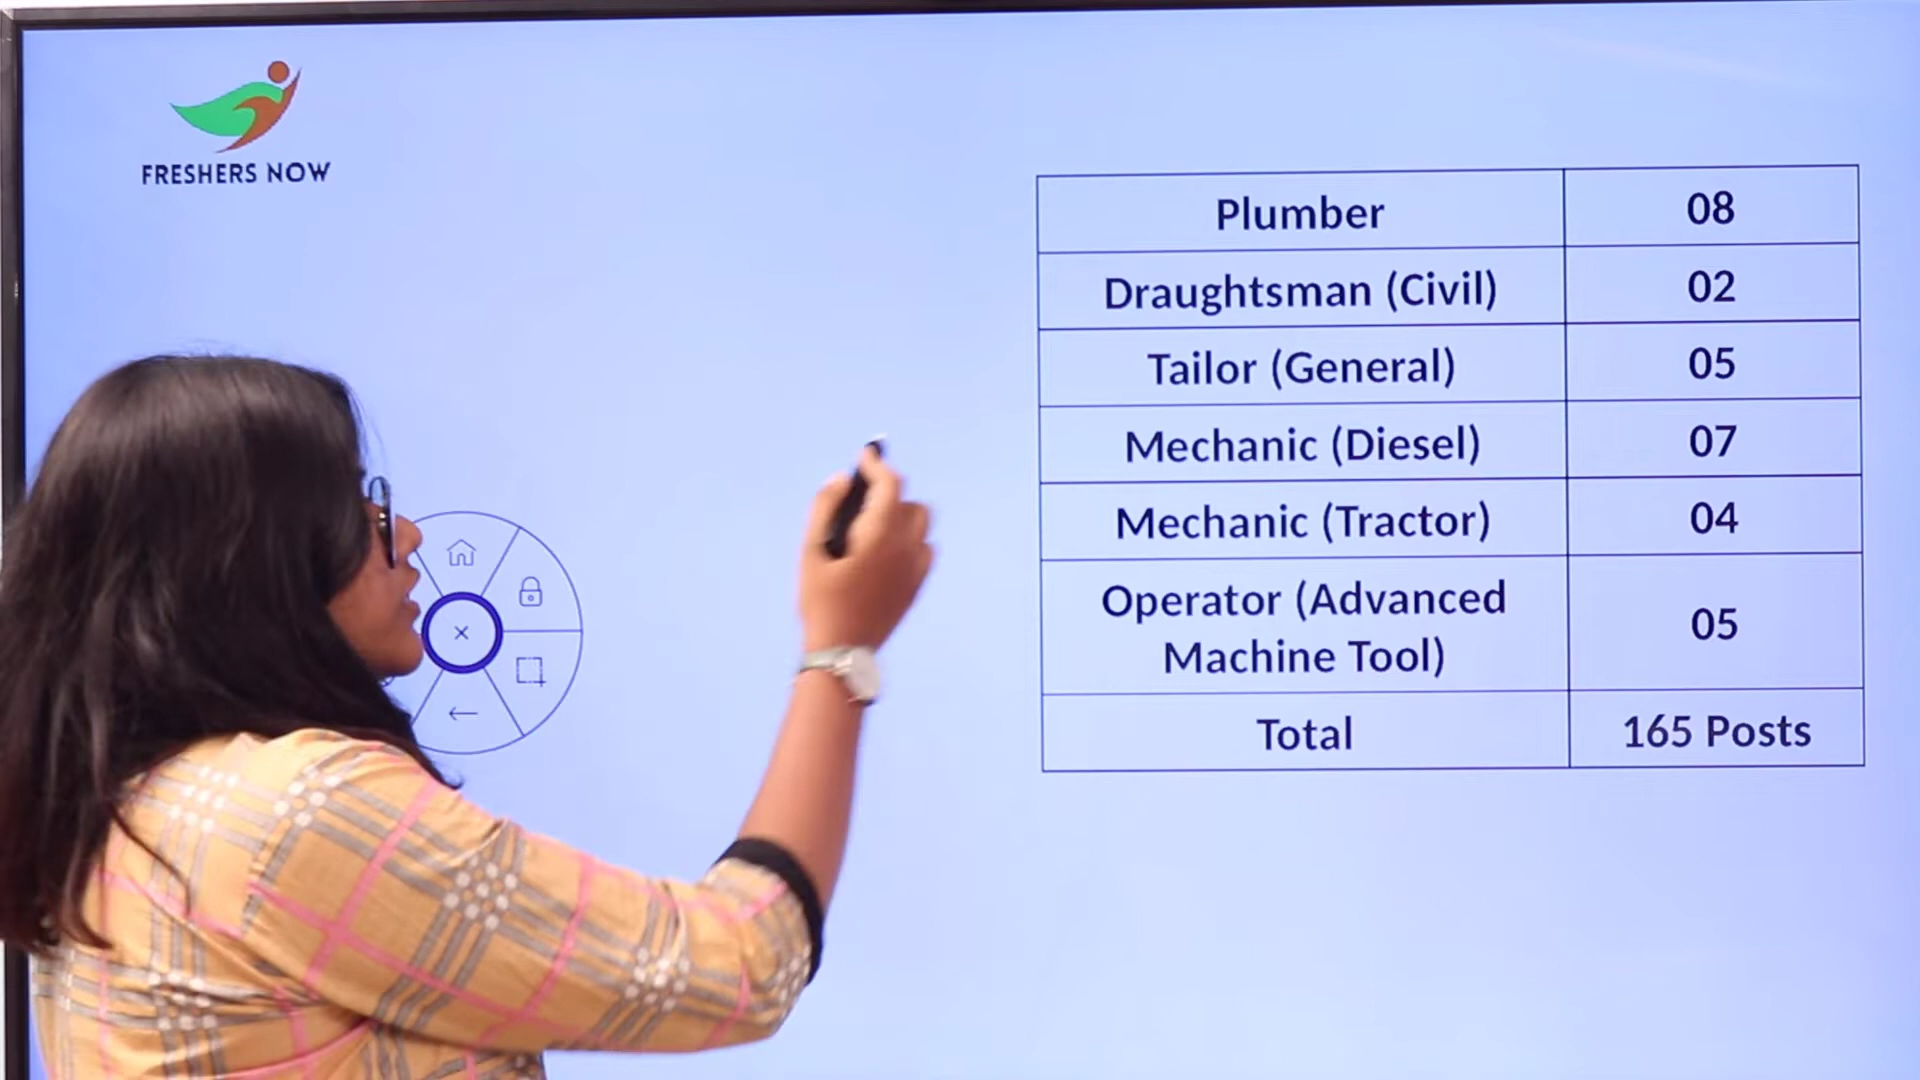 FRESHERS NOW
Plumber 08
Draughtsman (Civil) 02
Tailor (General) 05
Mechanic (Diesel) 07
Mechanic (Tractor) 04
Operator (Advanced
Machine Tool) 05
Total 165 Posts